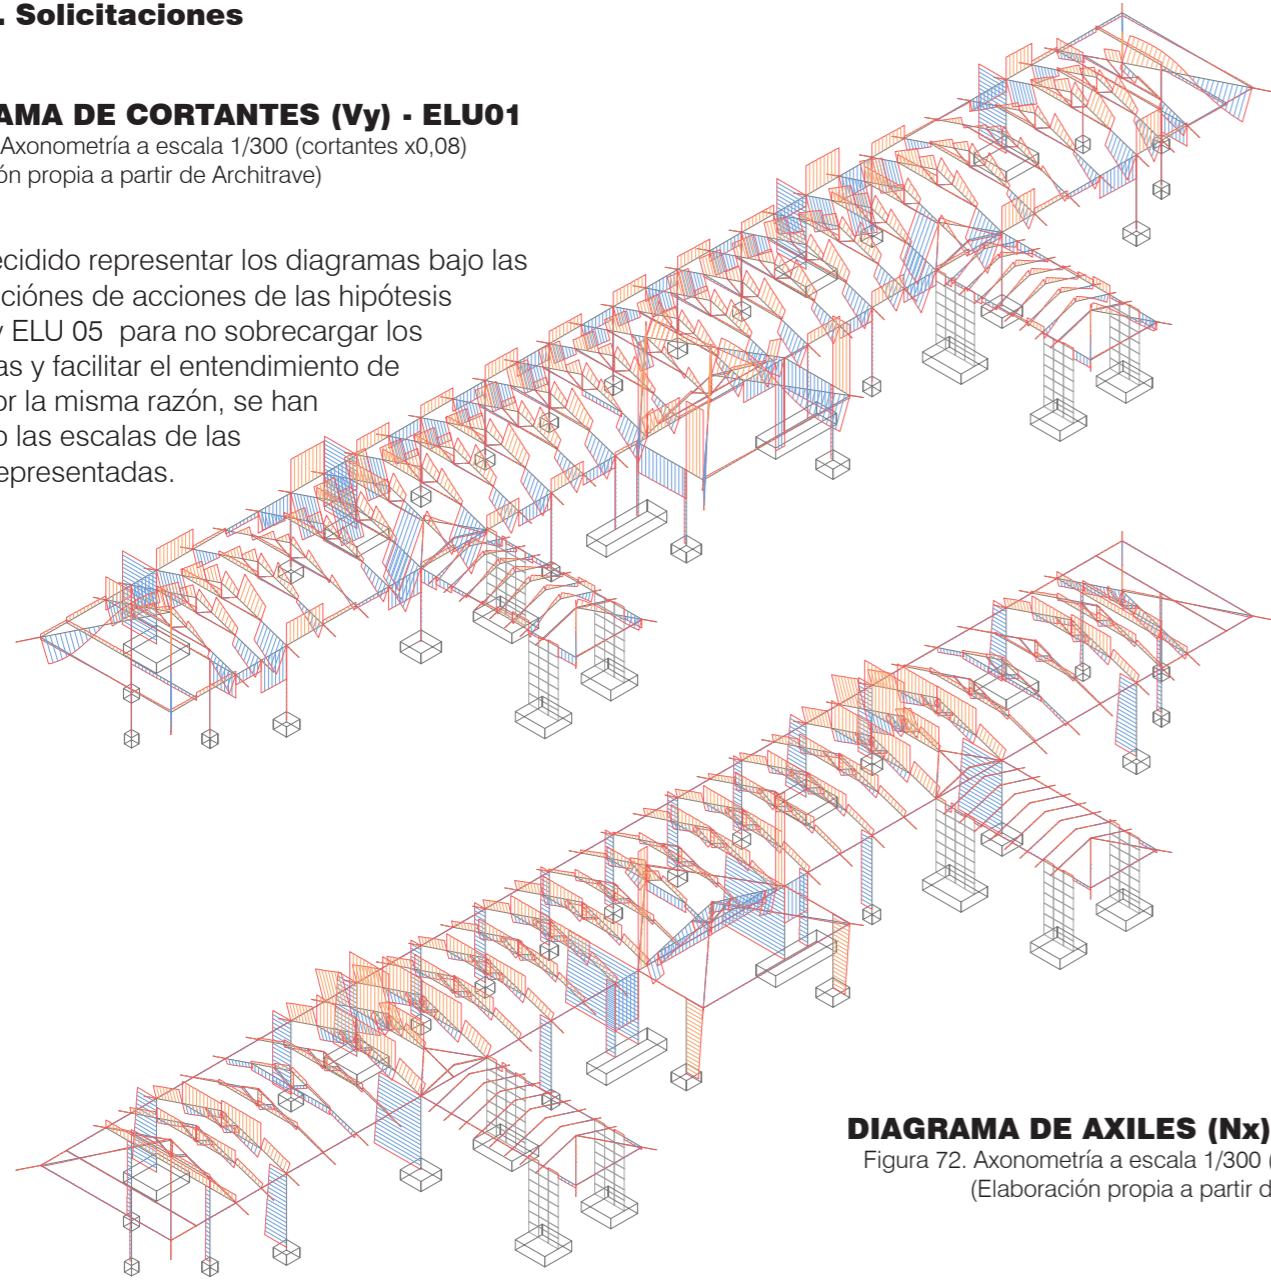 . Solicitaciones
AMA DE CORTANTES (Vy) - ELU01
Axonometría a escala 1/300 (cortantes x0,08)
ón propia a partir de Architrave)
ecidido representar los diagramas bajo las
ciónes de acciones de las hipótesis
y ELU 05 para no sobrecargar los
as y facilitar el entendimiento de
or la misma razón, se han
o las escalas de las
epresentadas.
DIAGRAMA DE AXILES (Nx)
Figura 72. Axonometría a escala 1/300 (
(Elaboración propia a partir d